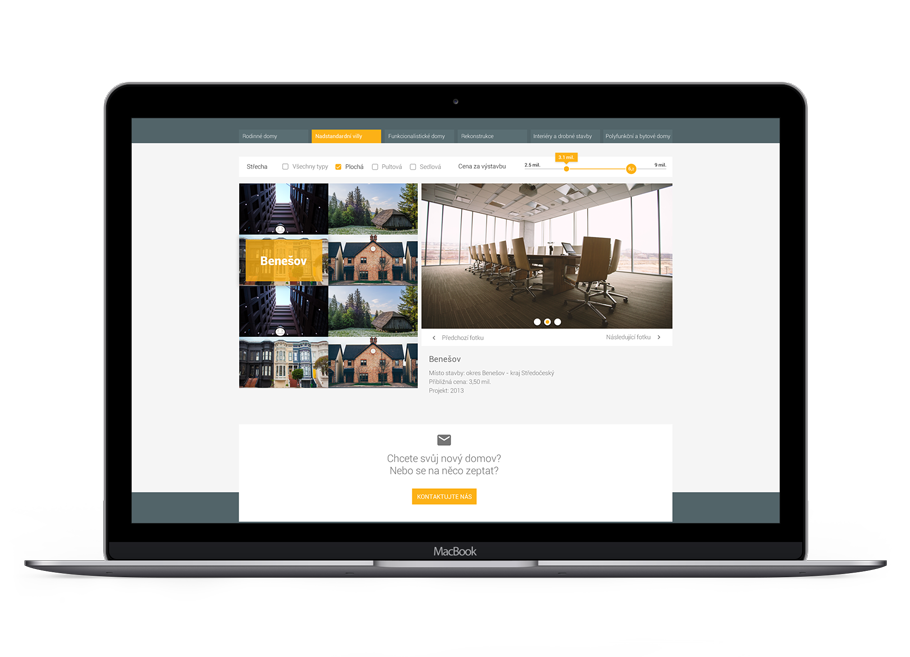 Rodinné domy
Nadstandardní villy
Funkcionalistické domy
Rekonstrukce
Interiéry a drobné stavby
Polyfunkční a bytové domy
Střecha
Všechny typy
Plochá
Pultová
Sedlová
Cena za výstavbu
2.5 mil.
3.1 mil.
9 mil.
Benešov
Předchozí fotku
Následující fotku
Benešov
Místo stavby: okres Benešov - kraj Středočeský
Přibližná cena: 3,50 mil.
Projekt: 2013
Chcete svůj nový domov?
Nebo se na něco zeptat?
KONTAKTUJTE NÁS
MacBook